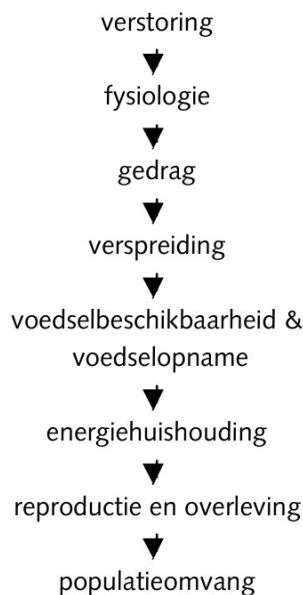 verstoring
fysiologie
gedrag
verspreiding
voedselbeschikbaarheid &
voedselopname
energiehuishouding
reproductie en overleving
populatieomvang